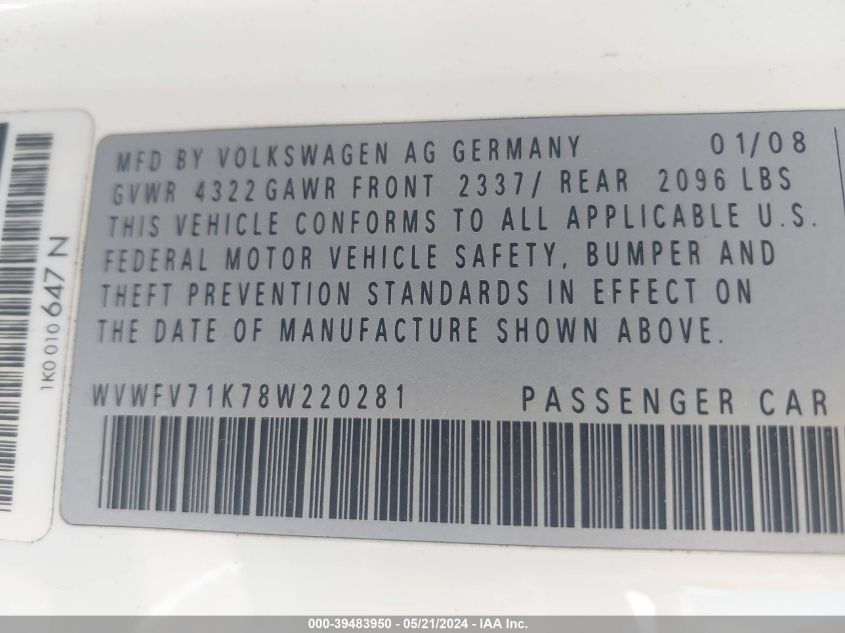 MFD BY VOLKSWAGEN AG GERMANY 01/08
GVWR 4322 GAWR FRONT 2337/ REAR 2096 LBS
THIS VEHICLE CONFORMS TO ALL APPLICABLE U.S.
FEDERAL MOTOR VEHICLE SAFETY, BUMPER AND
THEFT PREVENTION STANDARDS IN EFFECT ON
THE DATE OF MANUFACTURE SHOWN ABOVE.
WVWFV71K78W220281 PASSENGER CAR
1K0 010 647 N
000-39483950 - 05/21/2024 - IAA Inc.